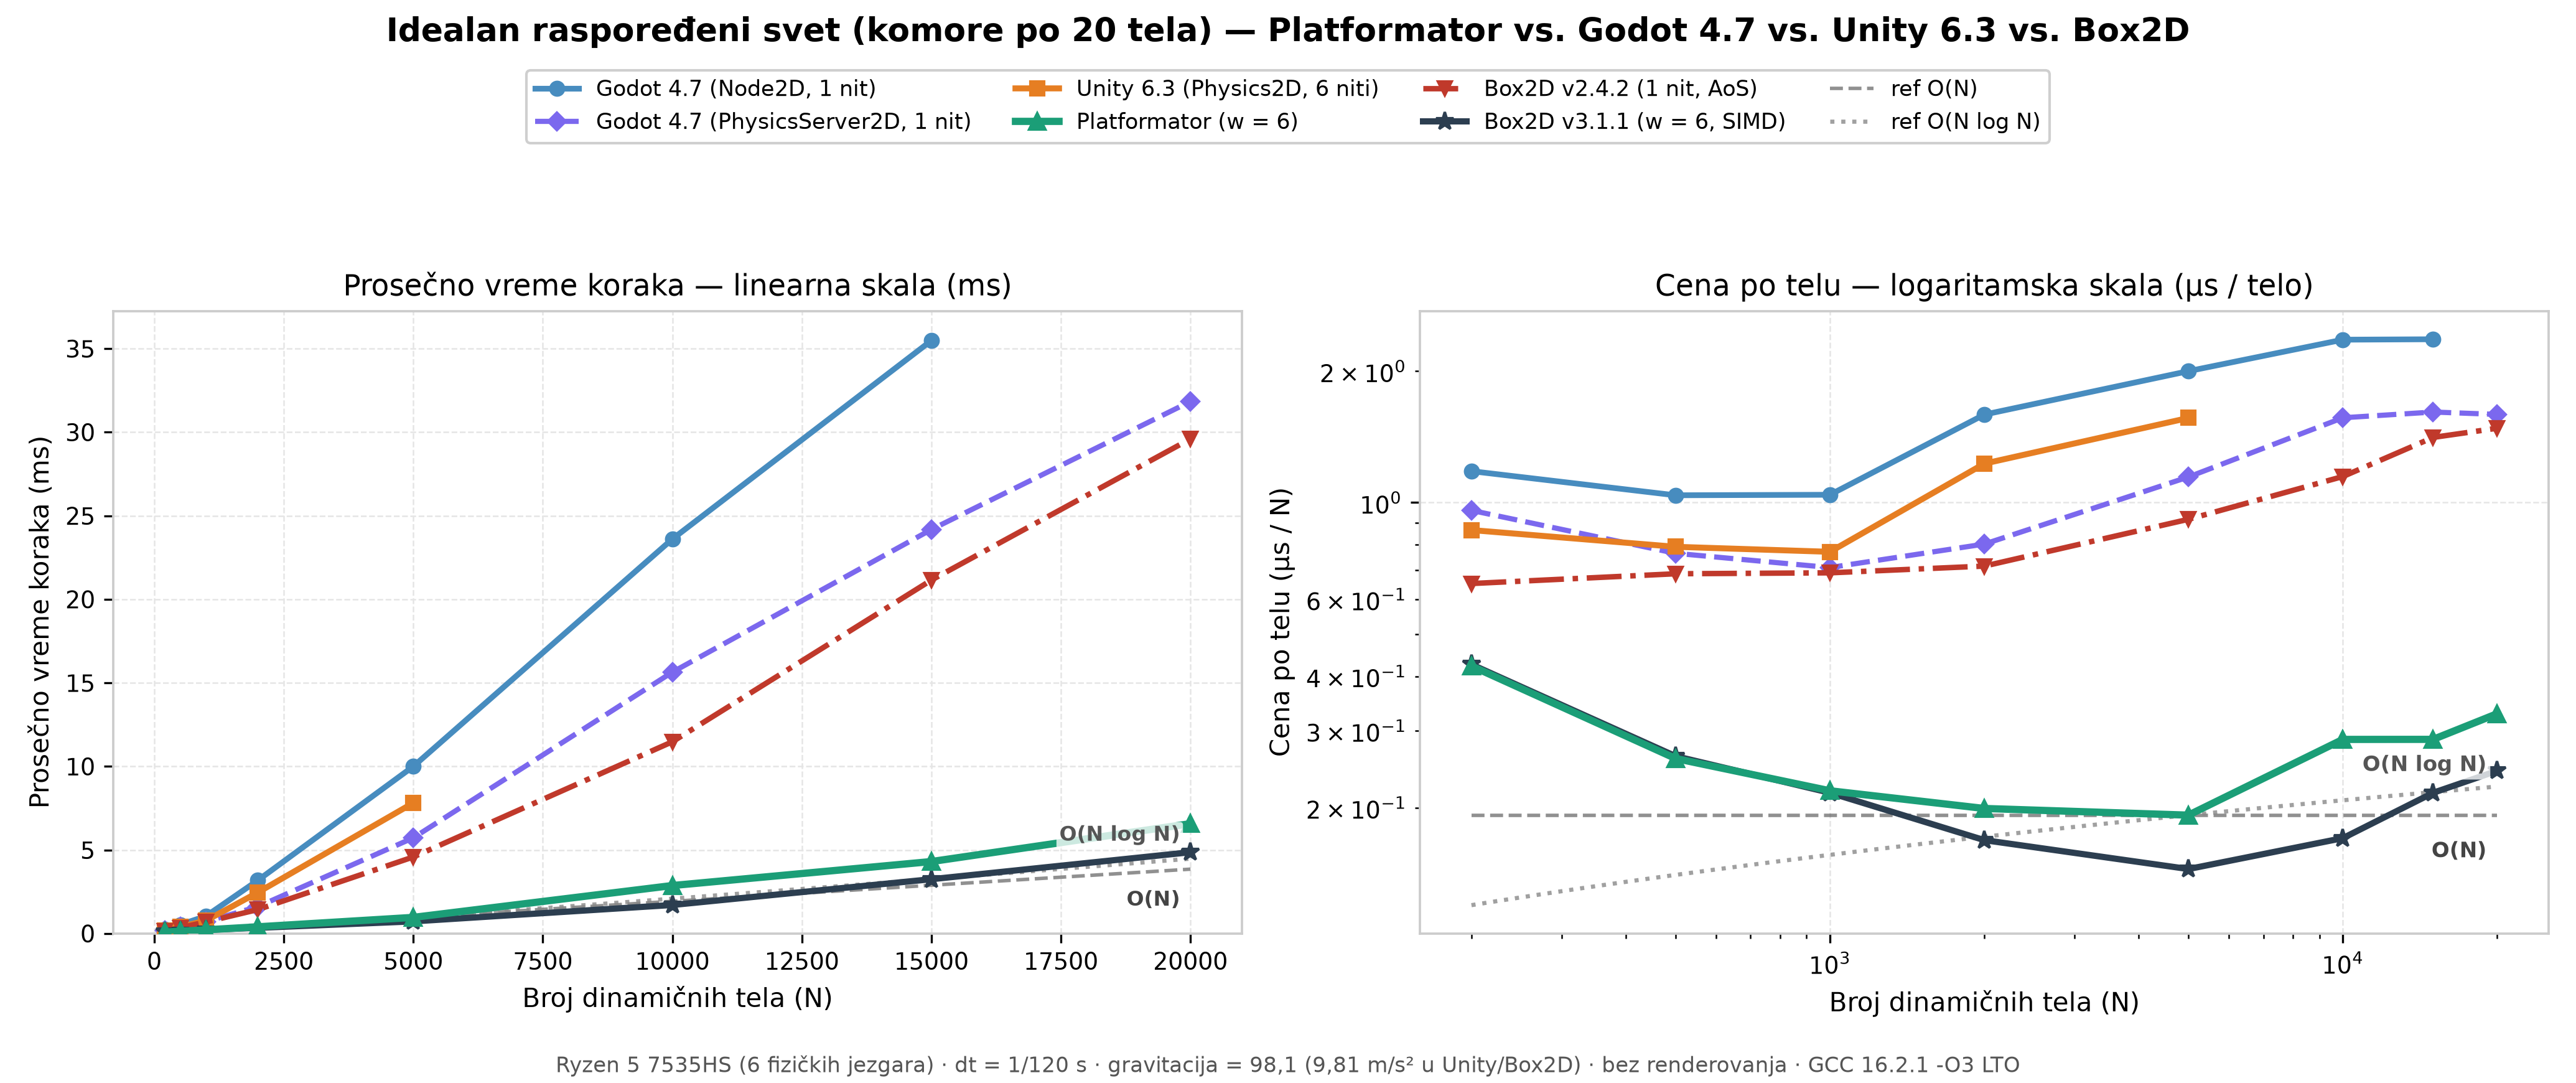 Idealan raspoređeni svet (komore po 20 tela) — Platformator vs. Godot 4.7 vs. Unity 6.3 vs. Box2D
Godot 4.7 (Node2D, 1 nit)
Godot 4.7 (PhysicsServer2D, 1 nit)
Unity 6.3 (Physics2D, 6 niti)
Platformator (w = 6)
Box2D v2.4.2 (1 nit, AoS)
Box2D v3.1.1 (w = 6, SIMD)
ref O(N)
ref O(N log N)
Prosečno vreme koraka — linearna skala (ms)
Prosečno vreme koraka (ms)
35
30
25
20
15
10
5
0
O(N log N)
O(N)
0 2500 5000 7500 10000 12500 15000 17500 20000
Broj dinamičnih tela (N)
Cena po telu — logaritamska skala (µs / telo)
Cena po telu (µs / N)
2 × 10⁰
10⁰
6 × 10⁻¹
4 × 10⁻¹
3 × 10⁻¹
2 × 10⁻¹
O(N log N)
O(N)
10³ 10⁴
Broj dinamičnih tela (N)
Ryzen 5 7535HS (6 fizičkih jezgara) · dt = 1/120 s · gravitacija = 98,1 (9,81 m/s² u Unity/Box2D) · bez renderovanja · GCC 16.2.1 -O3 LTO